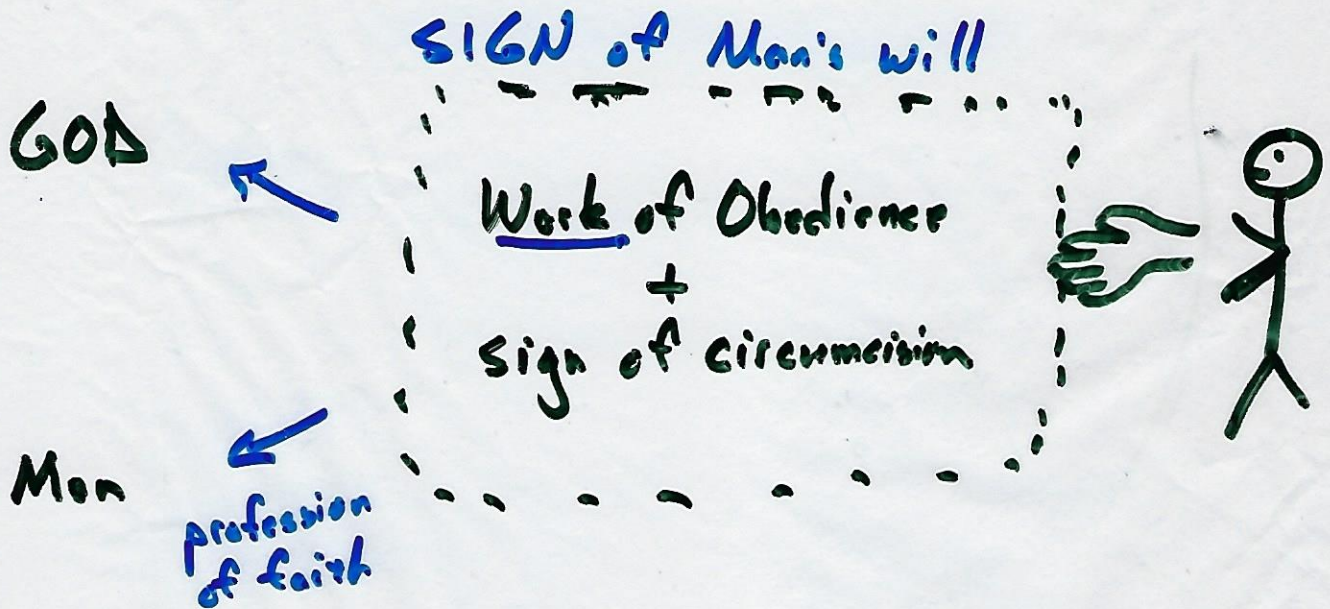 SIGN of Man's will
GOD
Work of Obedience
+
sign of circumcision
Man
profession
of faith